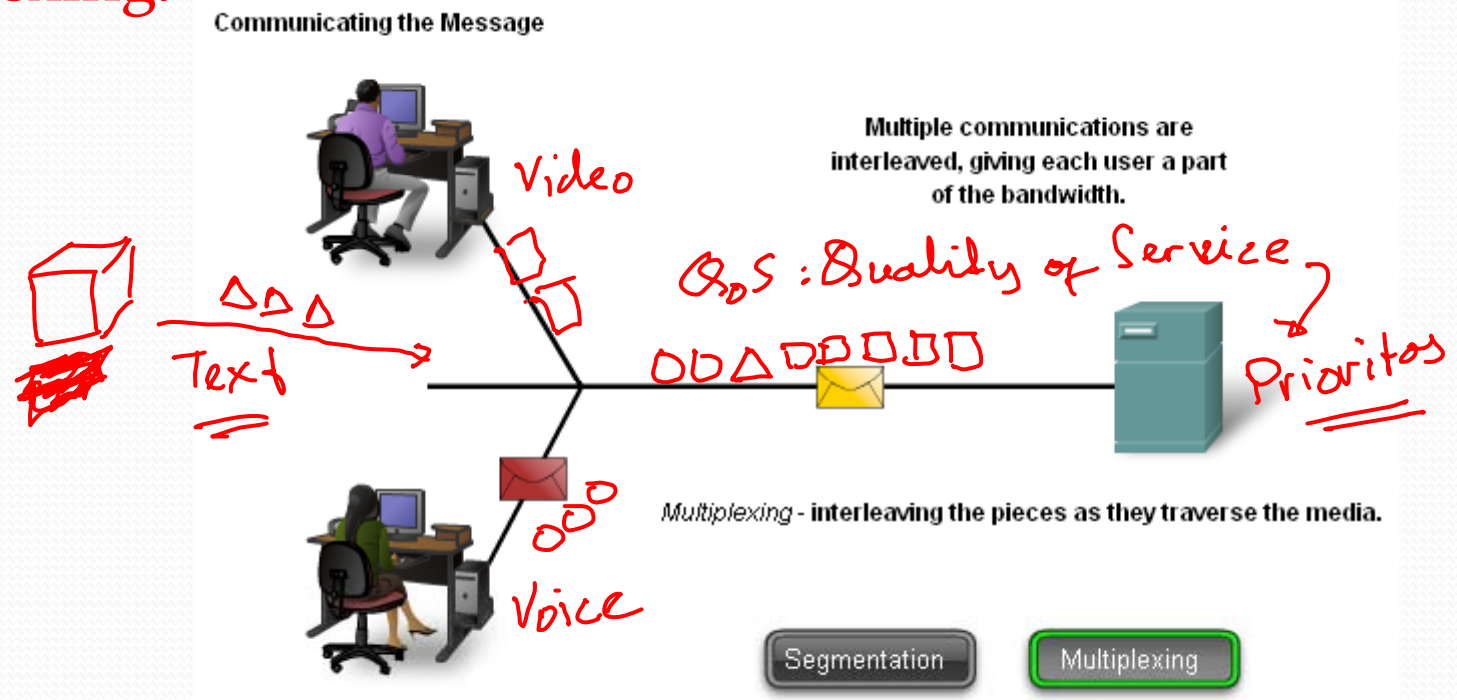 Communicating the Message
Multiple communications are
interleaved, giving each user a part
of the bandwidth.
Video
QoS : Quality of Service
Text
Prioritas
Multiplexing - interleaving the pieces as they traverse the media.
Voice
Segmentation
Multiplexing